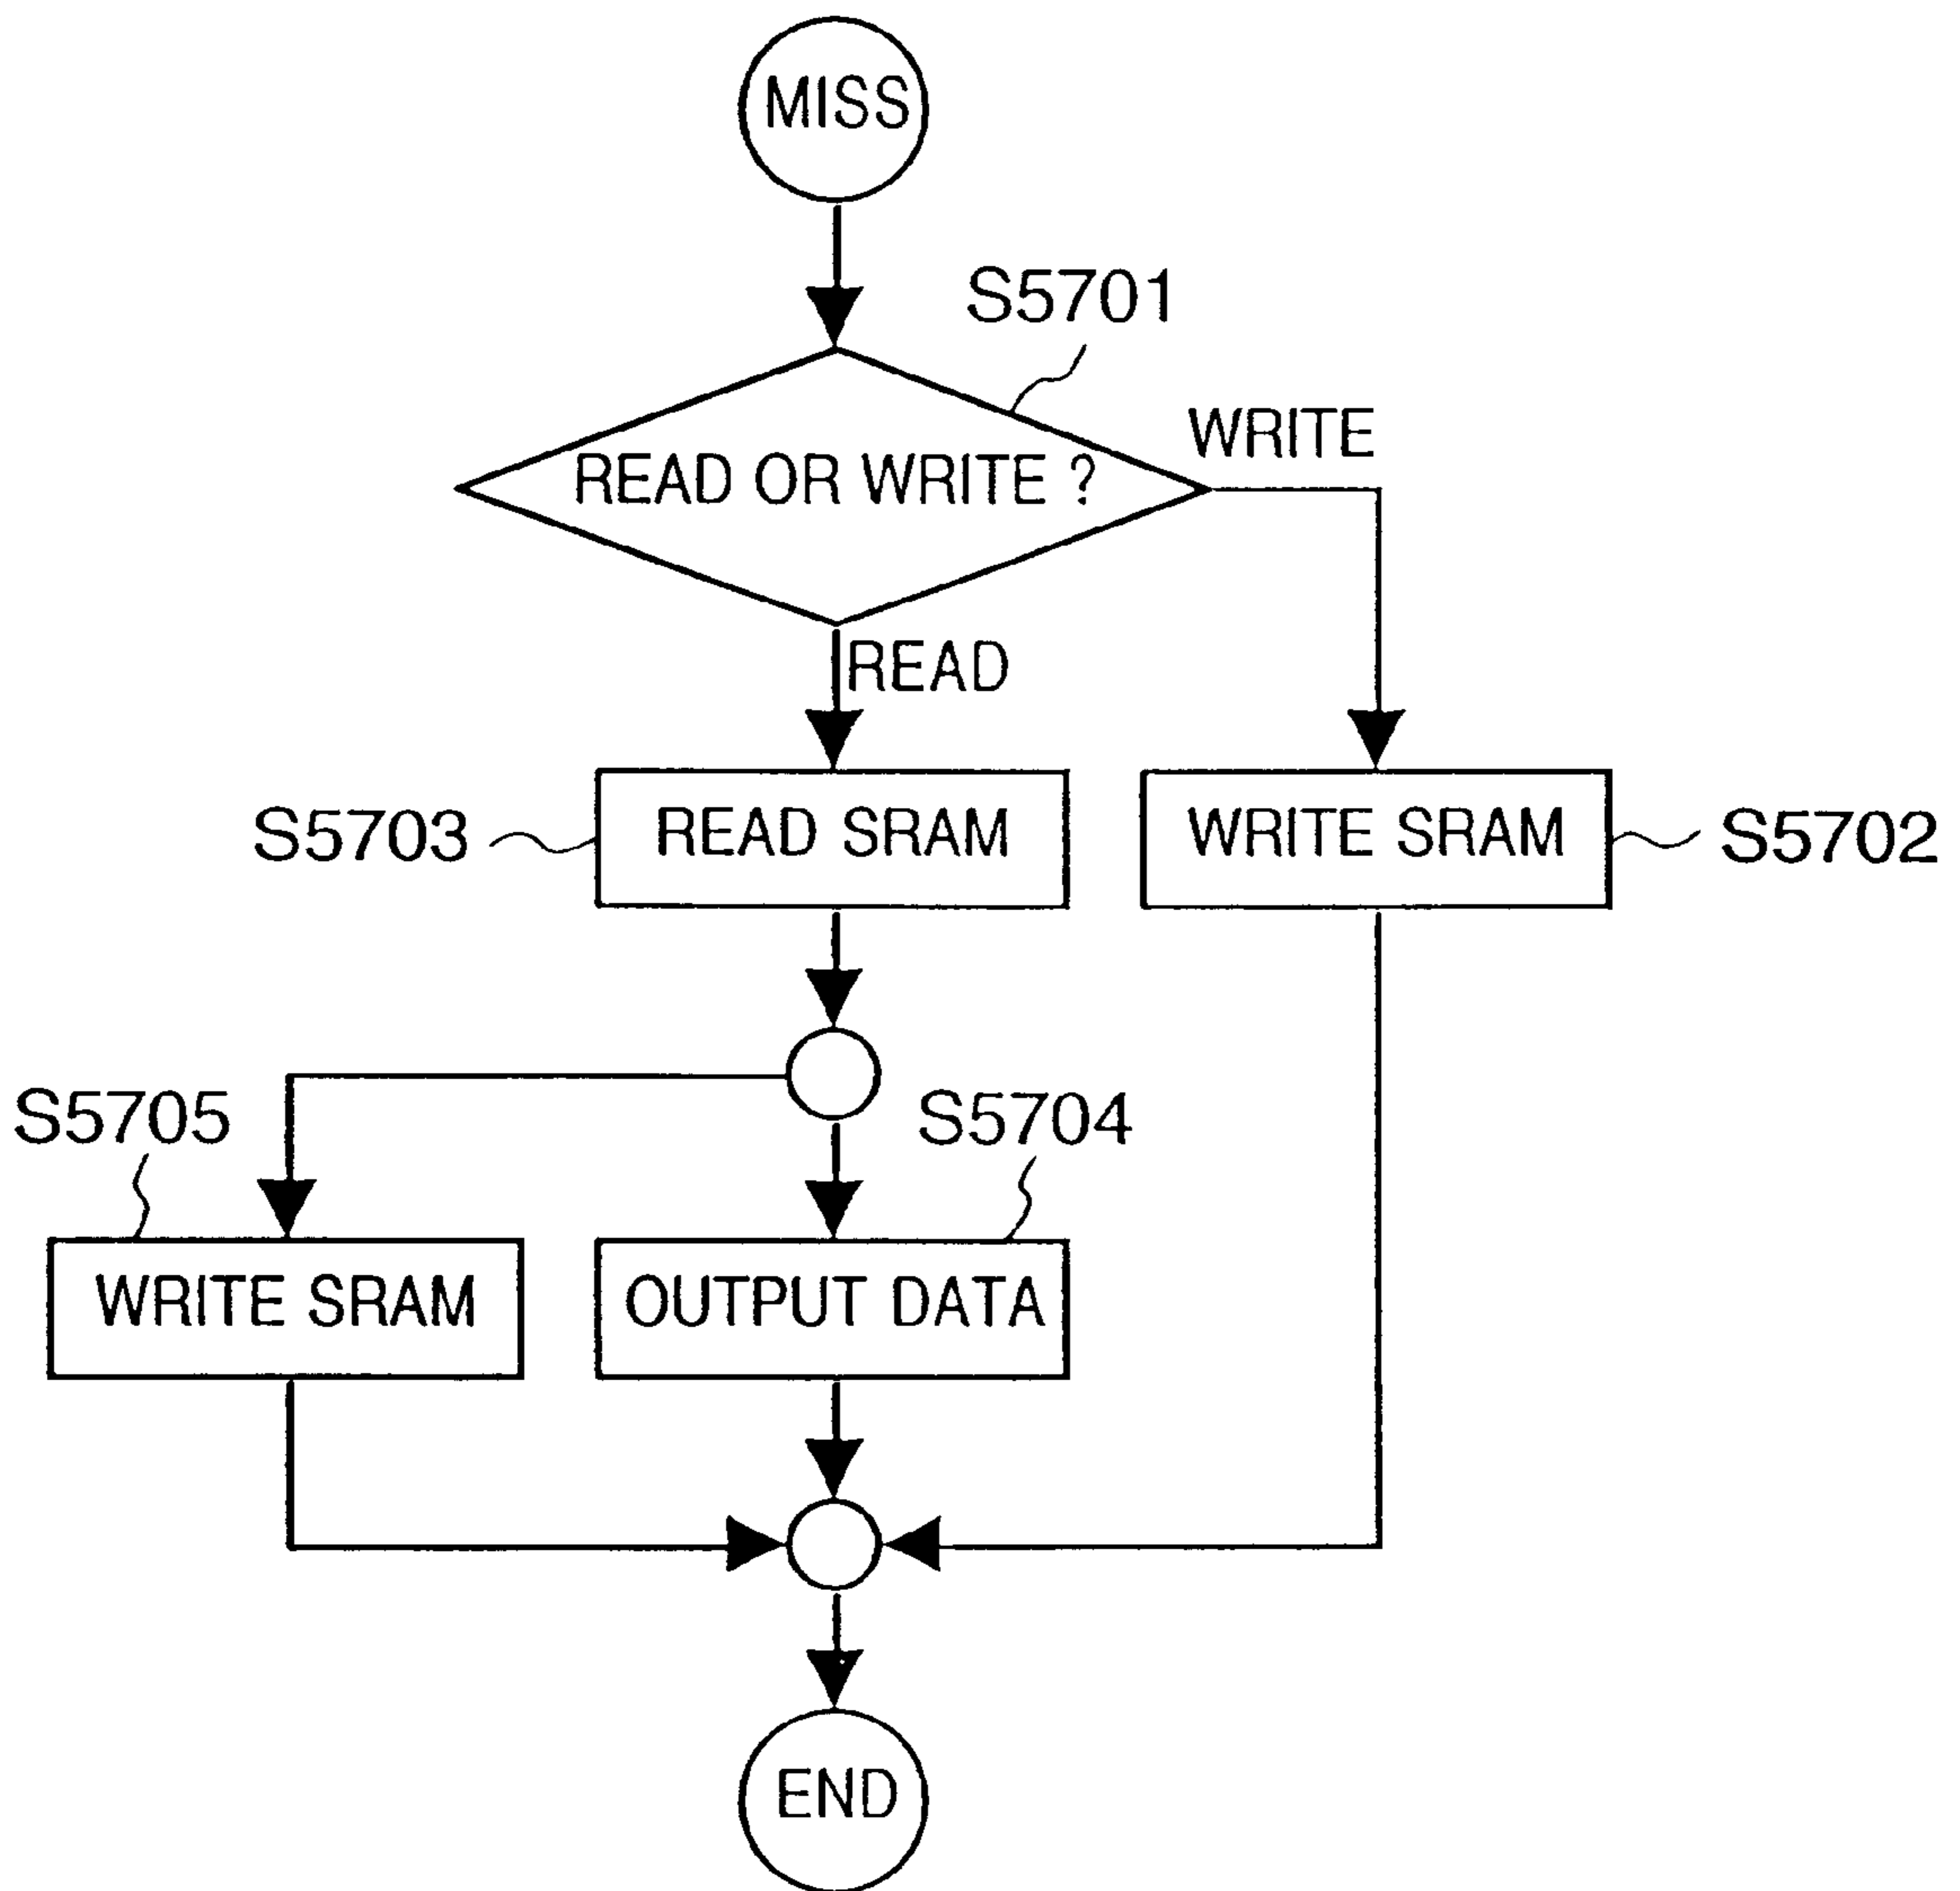 MISS
S5701
WRITE
READ OR WRITE ?
READ
S5703
READ SRAM
WRITE SRAM
S5702
S5705
S5704
WRITE SRAM
OUTPUT DATA
END